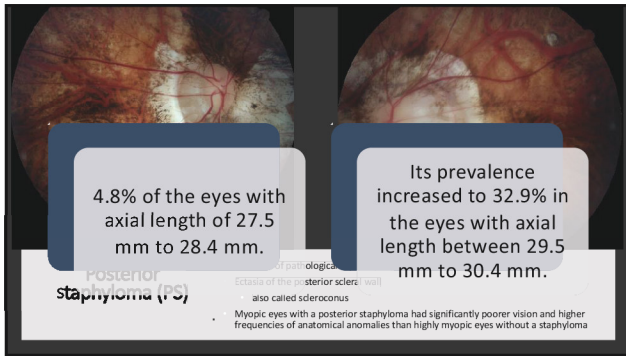 4.8% of the eyes with
axial length of 27.5
mm to 28.4 mm.
Its prevalence
increased to 32.9% in
the eyes with axial
length between 29.5
mm to 30.4 mm.
Posterior
staphyloma (PS)
of pathological
Ectasia of the posterior scleral wall
also called scleroconus
Myopic eyes with a posterior staphyloma had significantly poorer vision and higher
frequencies of anatomical anomalies than highly myopic eyes without a staphyloma